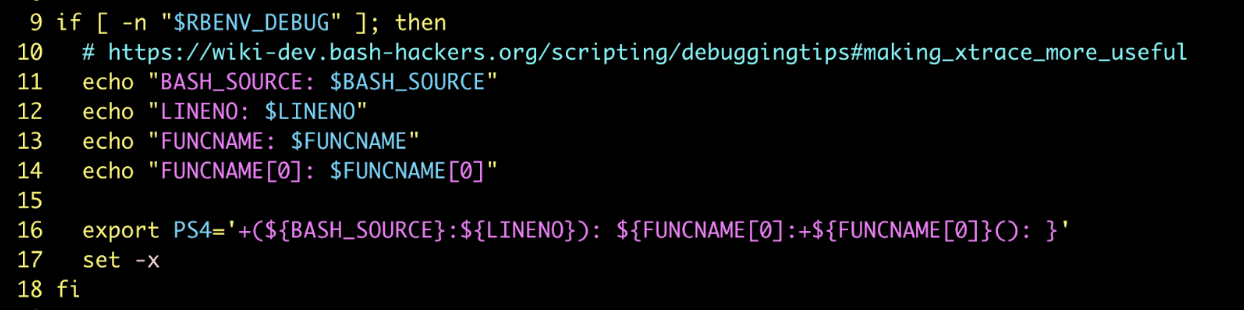 9 if [ -n "$RBENV_DEBUG" ]; then
10   # https://wiki-dev.bash-hackers.org/scripting/debuggingtips#making_xtrace_more_useful
11   echo "BASH_SOURCE: $BASH_SOURCE"
12   echo "LINENO: $LINENO"
13   echo "FUNCNAME: $FUNCNAME"
14   echo "FUNCNAME[0]: $FUNCNAME[0]"
15
16   export PS4='+(${BASH_SOURCE}:${LINENO}): ${FUNCNAME[0]:+${FUNCNAME[0]}(): }'
17   set -x
18 fi